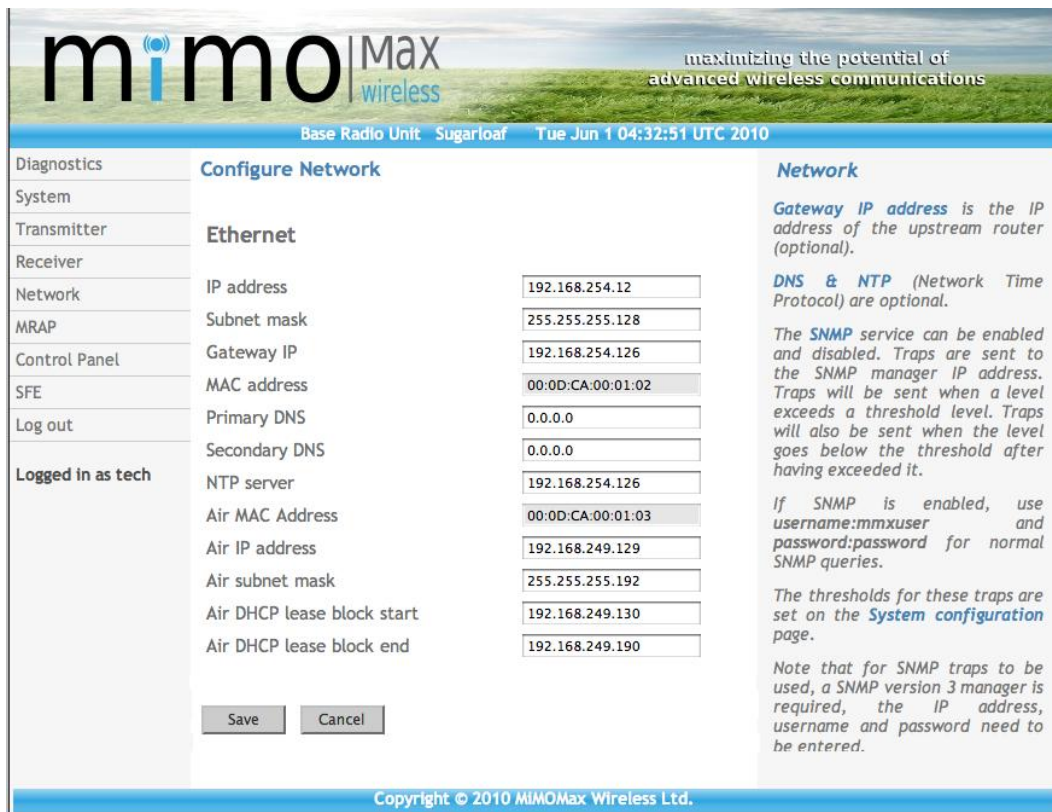 mimo Max
wireless
maximizing the potential of
advanced wireless communications
Base Radio Unit Sugarloaf Tue Jun 1 04:32:51 UTC 2010
Diagnostics
System
Transmitter
Receiver
Network
MRAP
Control Panel
SFE
Log out
Logged in as tech
Configure Network
Ethernet
IP address 192.168.254.12
Subnet mask 255.255.255.128
Gateway IP 192.168.254.126
MAC address 00:0D:CA:00:01:02
Primary DNS 0.0.0.0
Secondary DNS 0.0.0.0
NTP server 192.168.254.126
Air MAC Address 00:0D:CA:00:01:03
Air IP address 192.168.249.129
Air subnet mask 255.255.255.192
Air DHCP lease block start 192.168.249.130
Air DHCP lease block end 192.168.249.190
Save Cancel
Network
Gateway IP address is the IP
address of the upstream router
(optional).
DNS & NTP (Network Time
Protocol) are optional.
The SNMP service can be enabled
and disabled. Traps are sent to
the SNMP manager IP address.
Traps will be sent when a level
exceeds a threshold level. Traps
will also be sent when the level
goes below the threshold after
having exceeded it.
If SNMP is enabled, use
username:mmxuser and
password:password for normal
SNMP queries.
The thresholds for these traps are
set on the System configuration
page.
Note that for SNMP traps to be
used, a SNMP version 3 manager is
required, the IP address,
username and password need to
be entered.
Copyright © 2010 MiMOMax Wireless Ltd.